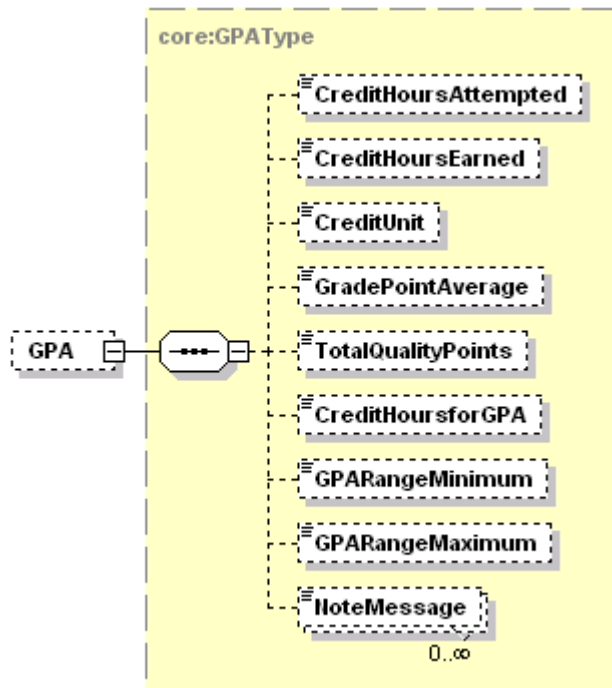 core:GPAType
CreditHoursAttempted
CreditHoursEarned
CreditUnit
GradePointAverage
GPA
TotalQualityPoints
CreditHoursforGPA
GPARangeMinimum
GPARangeMaximum
NoteMessage
0..∞